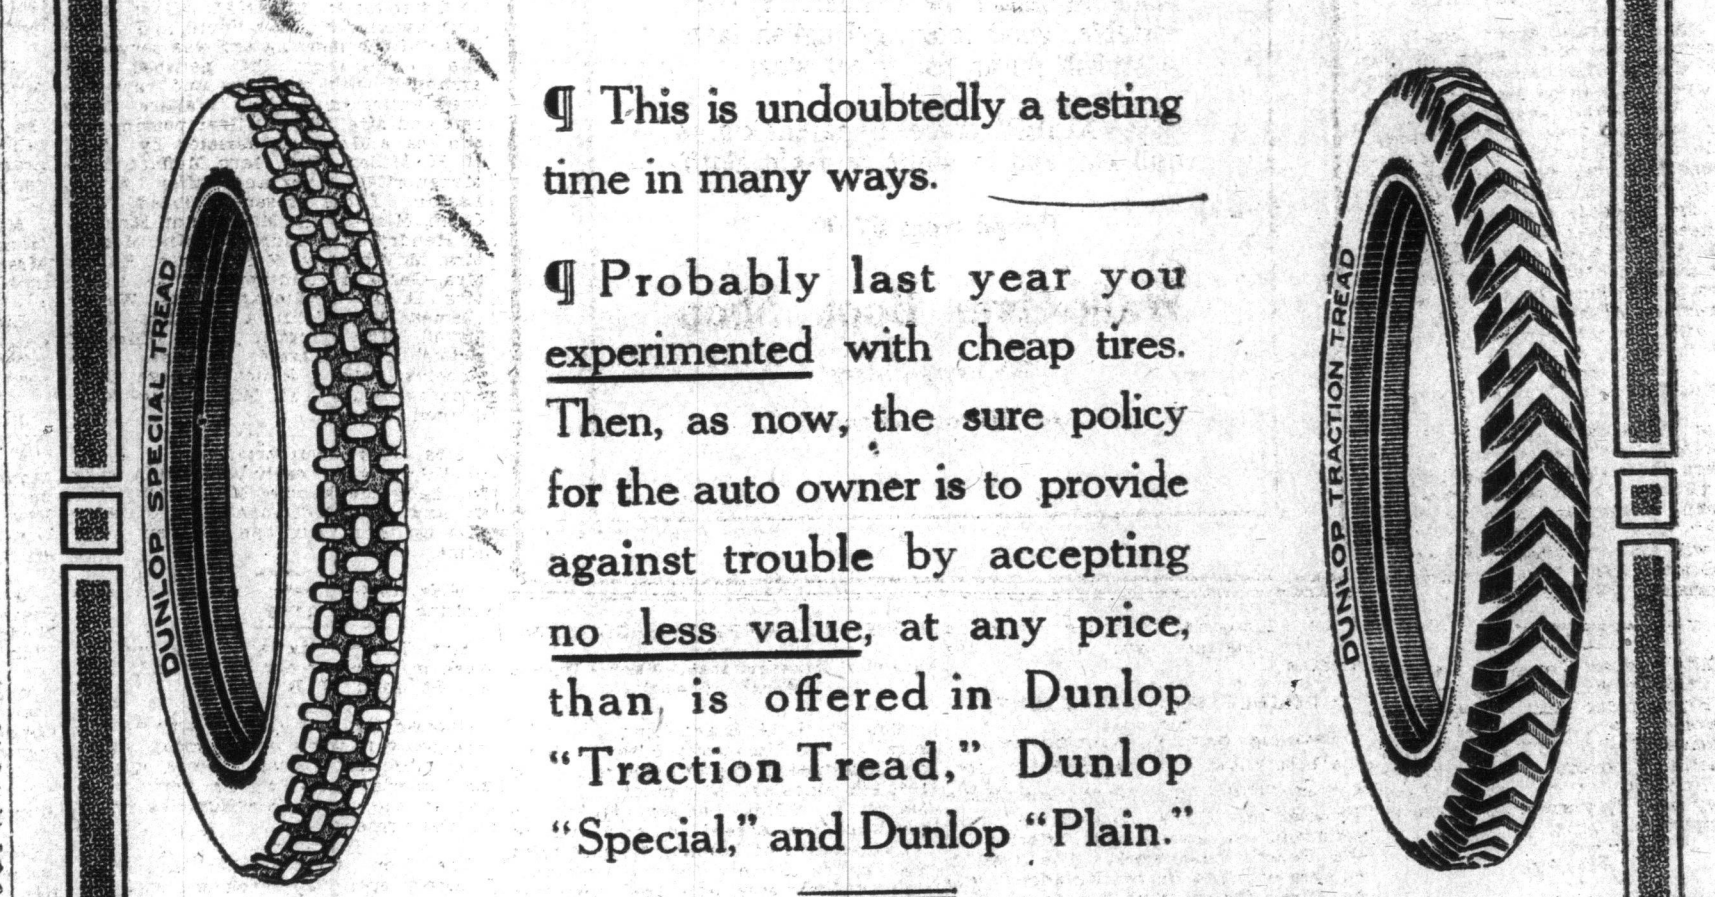 DUNLOP SPECIAL TREAD
¶ This is undoubtedly a testing
time in many ways.
¶ Probably last year you
experimented with cheap tires.
Then, as now, the sure policy
for the auto owner is to provide
against trouble by accepting
no less value, at any price,
than is offered in Dunlop
“Traction Tread,” Dunlop
“Special,” and Dunlop “Plain.”
DUNLOP TRACTION TREAD